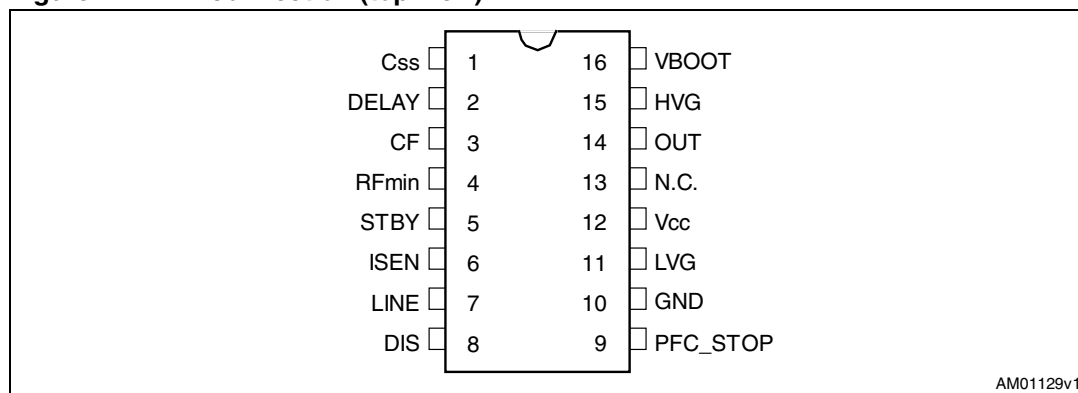 Css 1 16 VBOOT
DELAY 2 15 HVG
CF 3 14 OUT
RFmin 4 13 N.C.
STBY 5 12 Vcc
ISEN 6 11 LVG
LINE 7 10 GND
DIS 8 9 PFC_STOP
AM01129v1